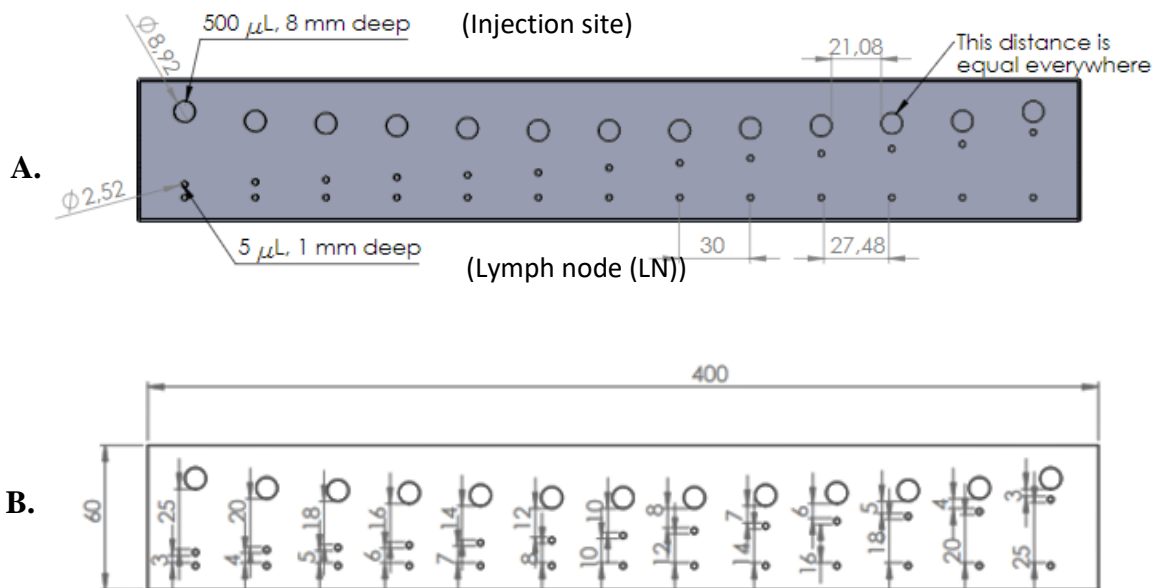 500 μL, 8 mm deep
(Injection site)
21,08
This distance is
equal everywhere
∅8,92
A.
∅2,52
5 μL, 1 mm deep
(Lymph node (LN))
30
27,48
400
B.
60
25 20 18 16 14 12 10 8 7 6 5 4 3
3 4 5 6 7 8 10 12 14 16 18 20 25